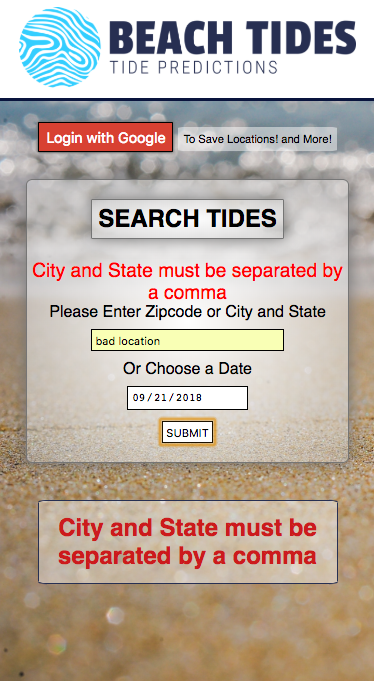 BEACH TIDES
TIDE PREDICTIONS
Login with Google
To Save Locations! and More!
SEARCH TIDES
City and State must be separated by
a comma
Please Enter Zipcode or City and State
bad location
Or Choose a Date
09/21/2018
SUBMIT
City and State must be
separated by a comma